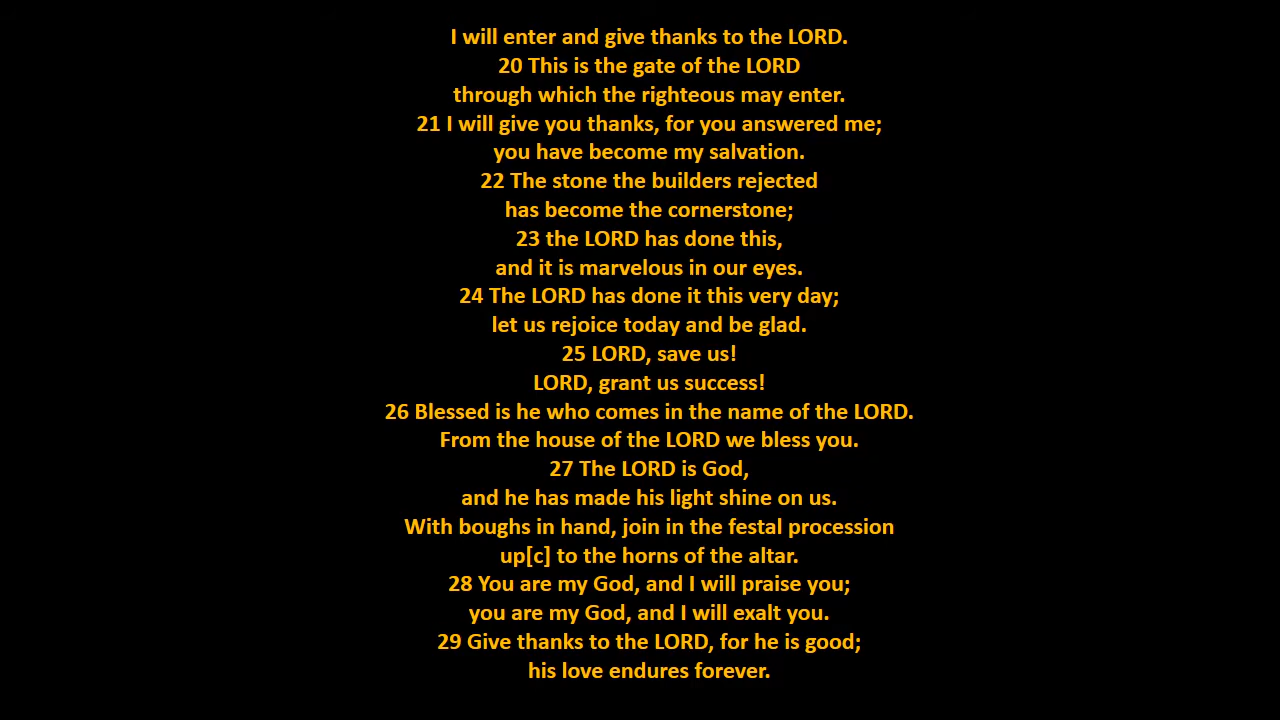 I will enter and give thanks to the LORD.
20 This is the gate of the LORD
through which the righteous may enter.
21 I will give you thanks, for you answered me;
you have become my salvation.
22 The stone the builders rejected
has become the cornerstone;
23 the LORD has done this,
and it is marvelous in our eyes.
24 The LORD has done it this very day;
let us rejoice today and be glad.
25 LORD, save us!
LORD, grant us success!
26 Blessed is he who comes in the name of the LORD.
From the house of the LORD we bless you.
27 The LORD is God,
and he has made his light shine on us.
With boughs in hand, join in the festal procession
up[c] to the horns of the altar.
28 You are my God, and I will praise you;
you are my God, and I will exalt you.
29 Give thanks to the LORD, for he is good;
his love endures forever.